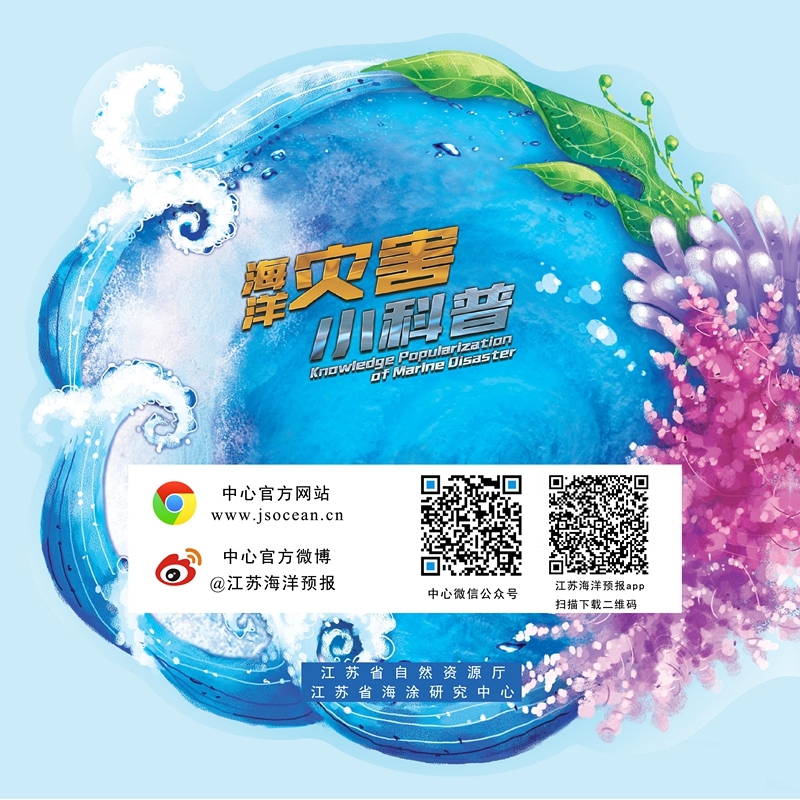 海洋灾害
小科普
Knowledge Popularization
of Marine Disaster
中心官方网站
www.jsocean.cn
中心官方微博
@江苏海洋预报
中心微信公众号
江苏海洋预报app
扫描下载二维码
江苏省自然资源厅
江苏省海涂研究中心